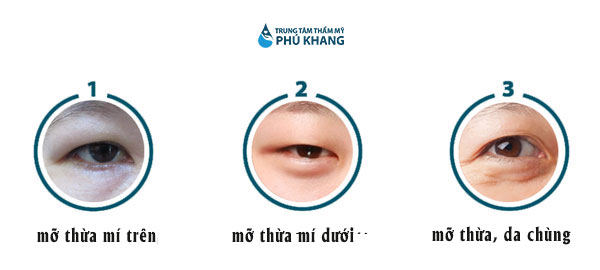 TRUNG TÂM THẨM MỸ
PHÚ KHANG
1
2
3
mỡ thừa mí trên
mỡ thừa mí dưới
mỡ thừa, da chùng